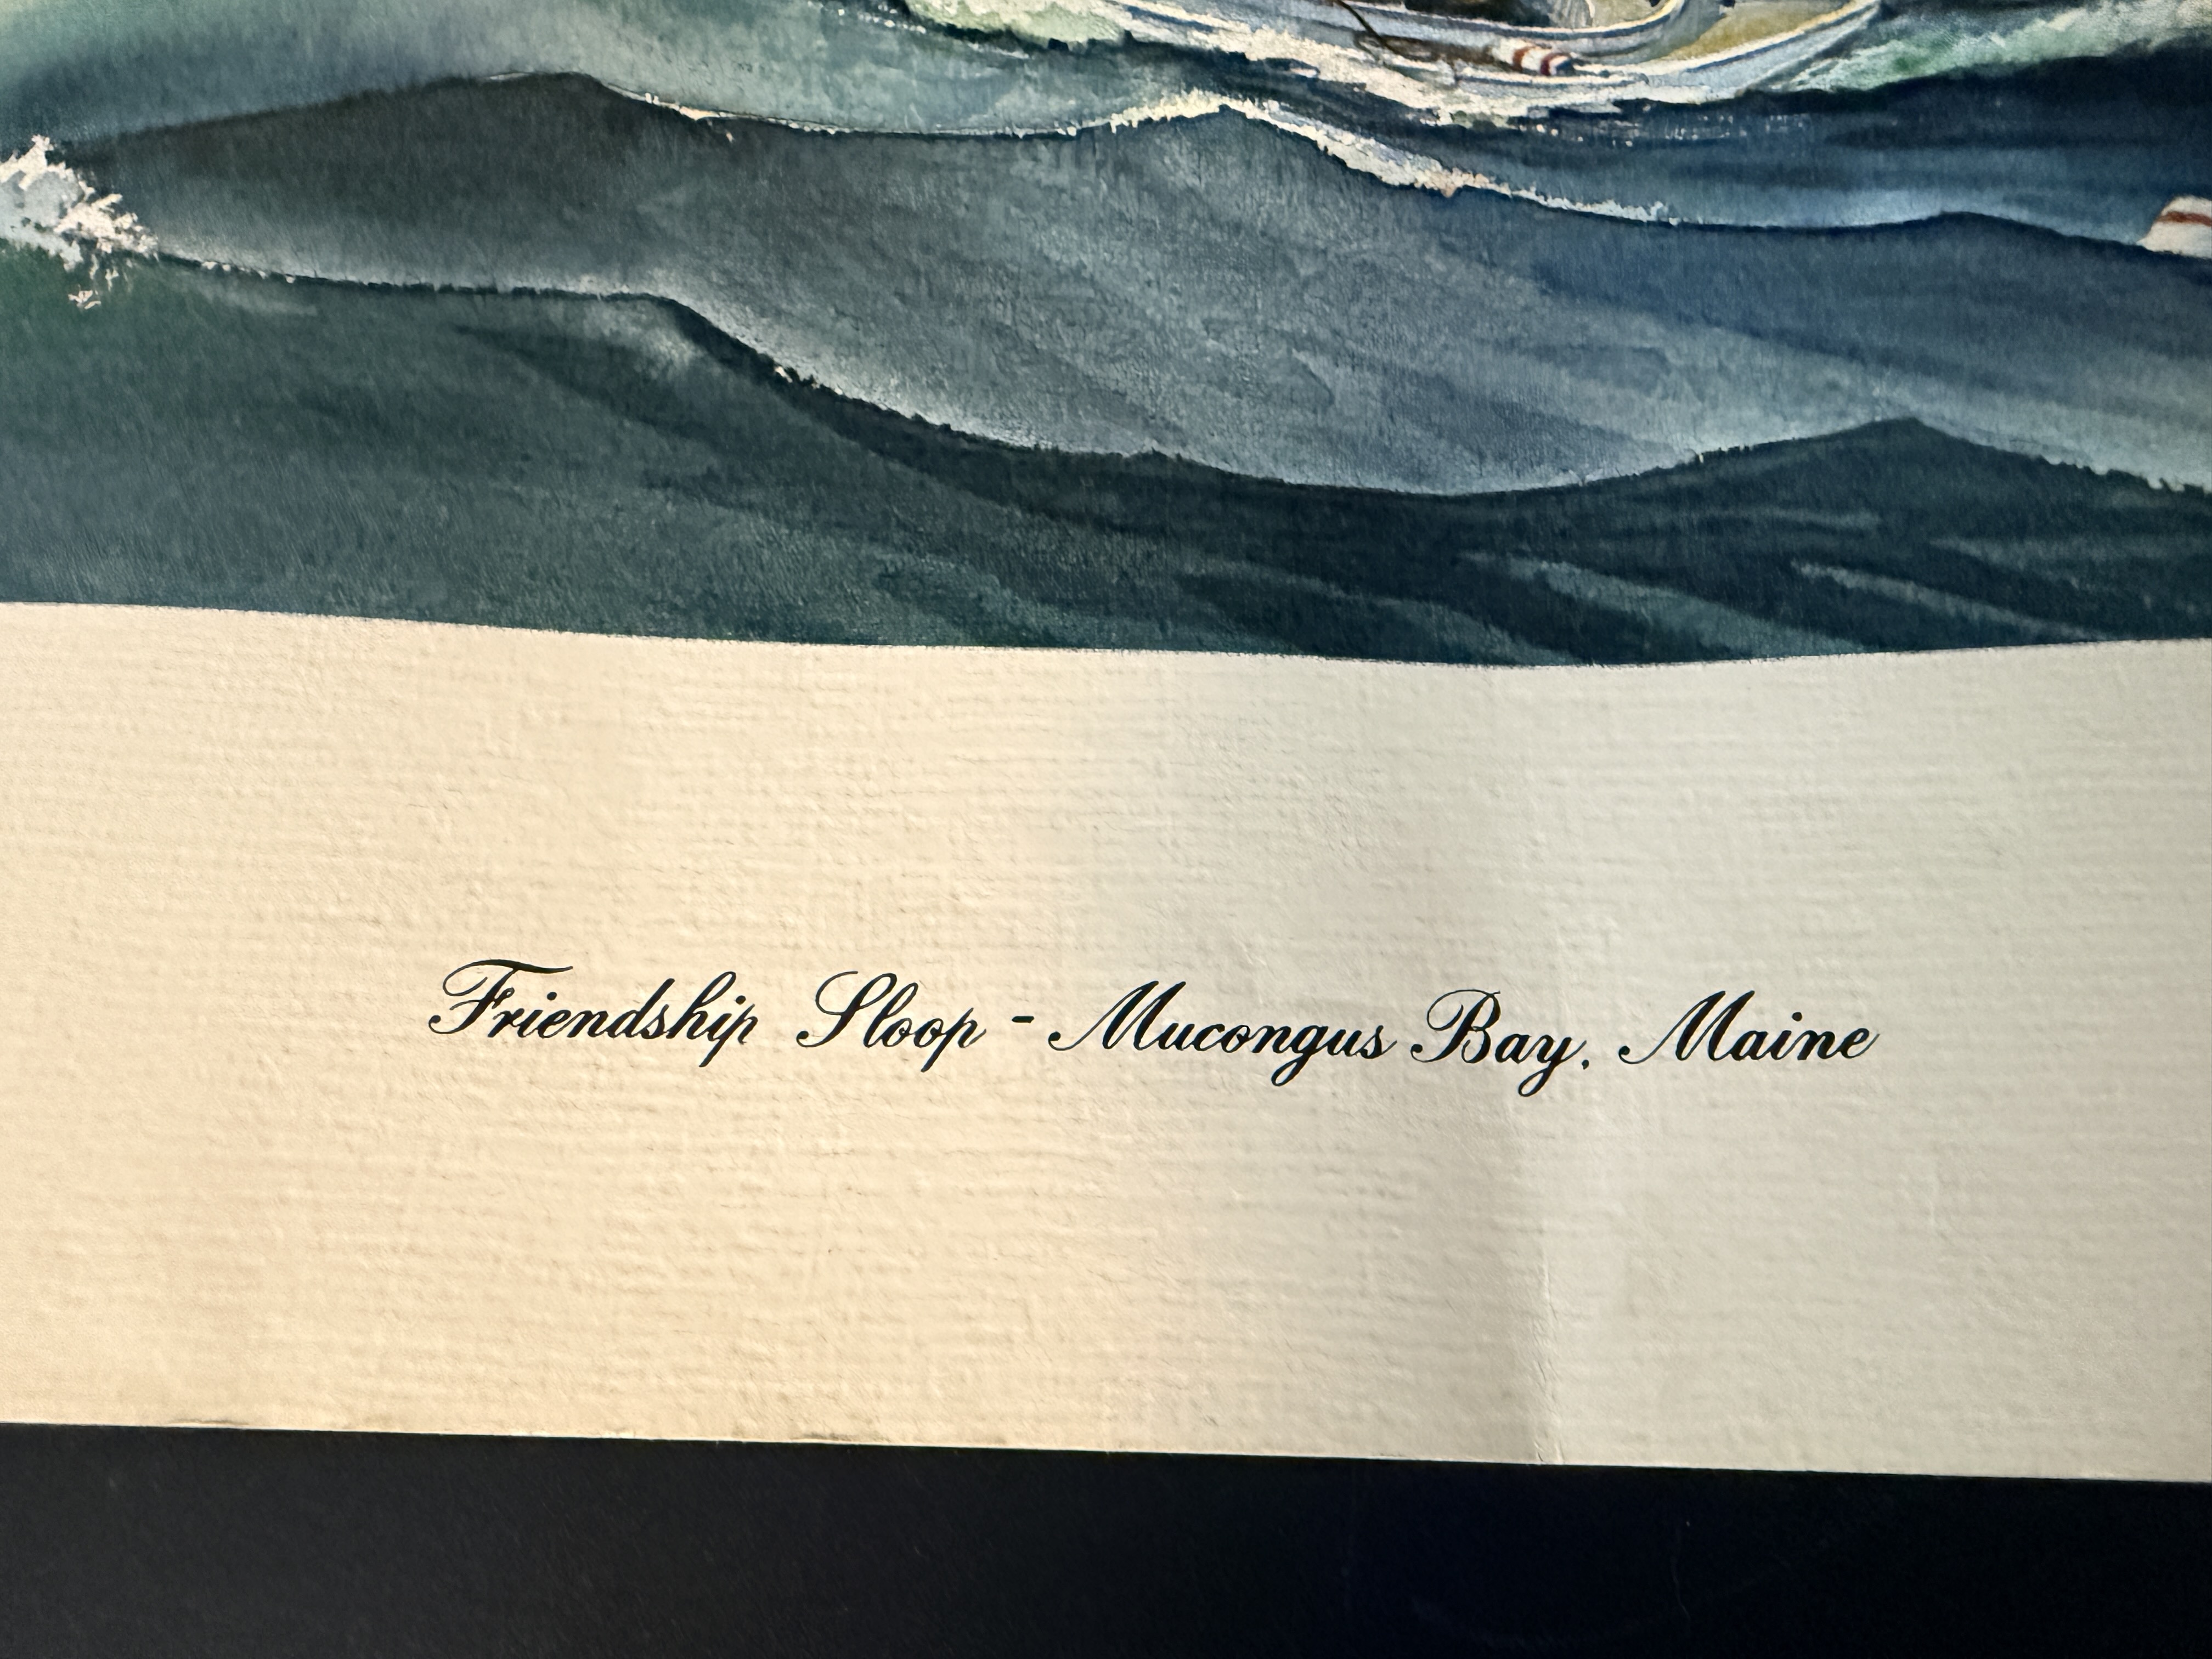 Friendship Sloop - Mucongus Bay, Maine